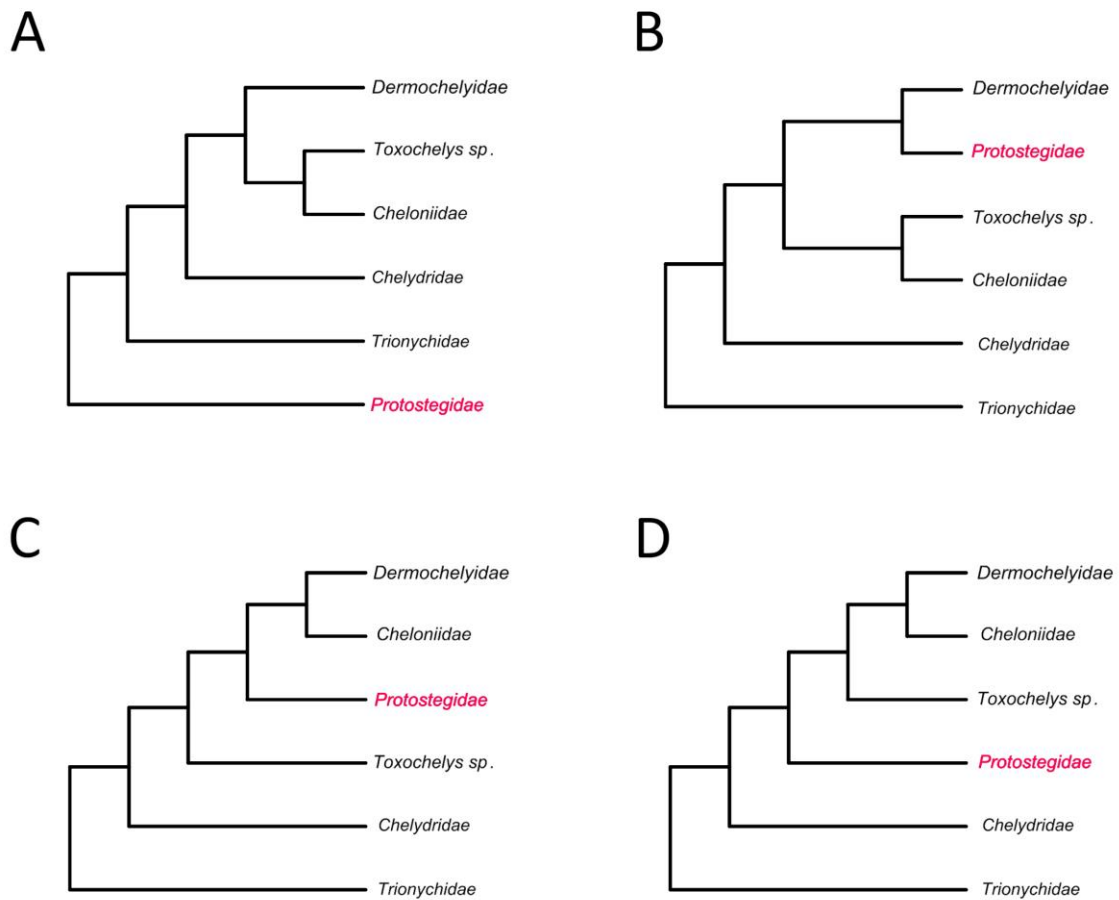 A
Dermochelyidae
Toxochelys sp.
Cheloniidae
Chelydridae
Trionychidae
Protostegidae
B
Dermochelyidae
Protostegidae
Toxochelys sp.
Cheloniidae
Chelydridae
Trionychidae
C
Dermochelyidae
Cheloniidae
Protostegidae
Toxochelys sp.
Chelydridae
Trionychidae
D
Dermochelyidae
Cheloniidae
Toxochelys sp.
Protostegidae
Chelydridae
Trionychidae